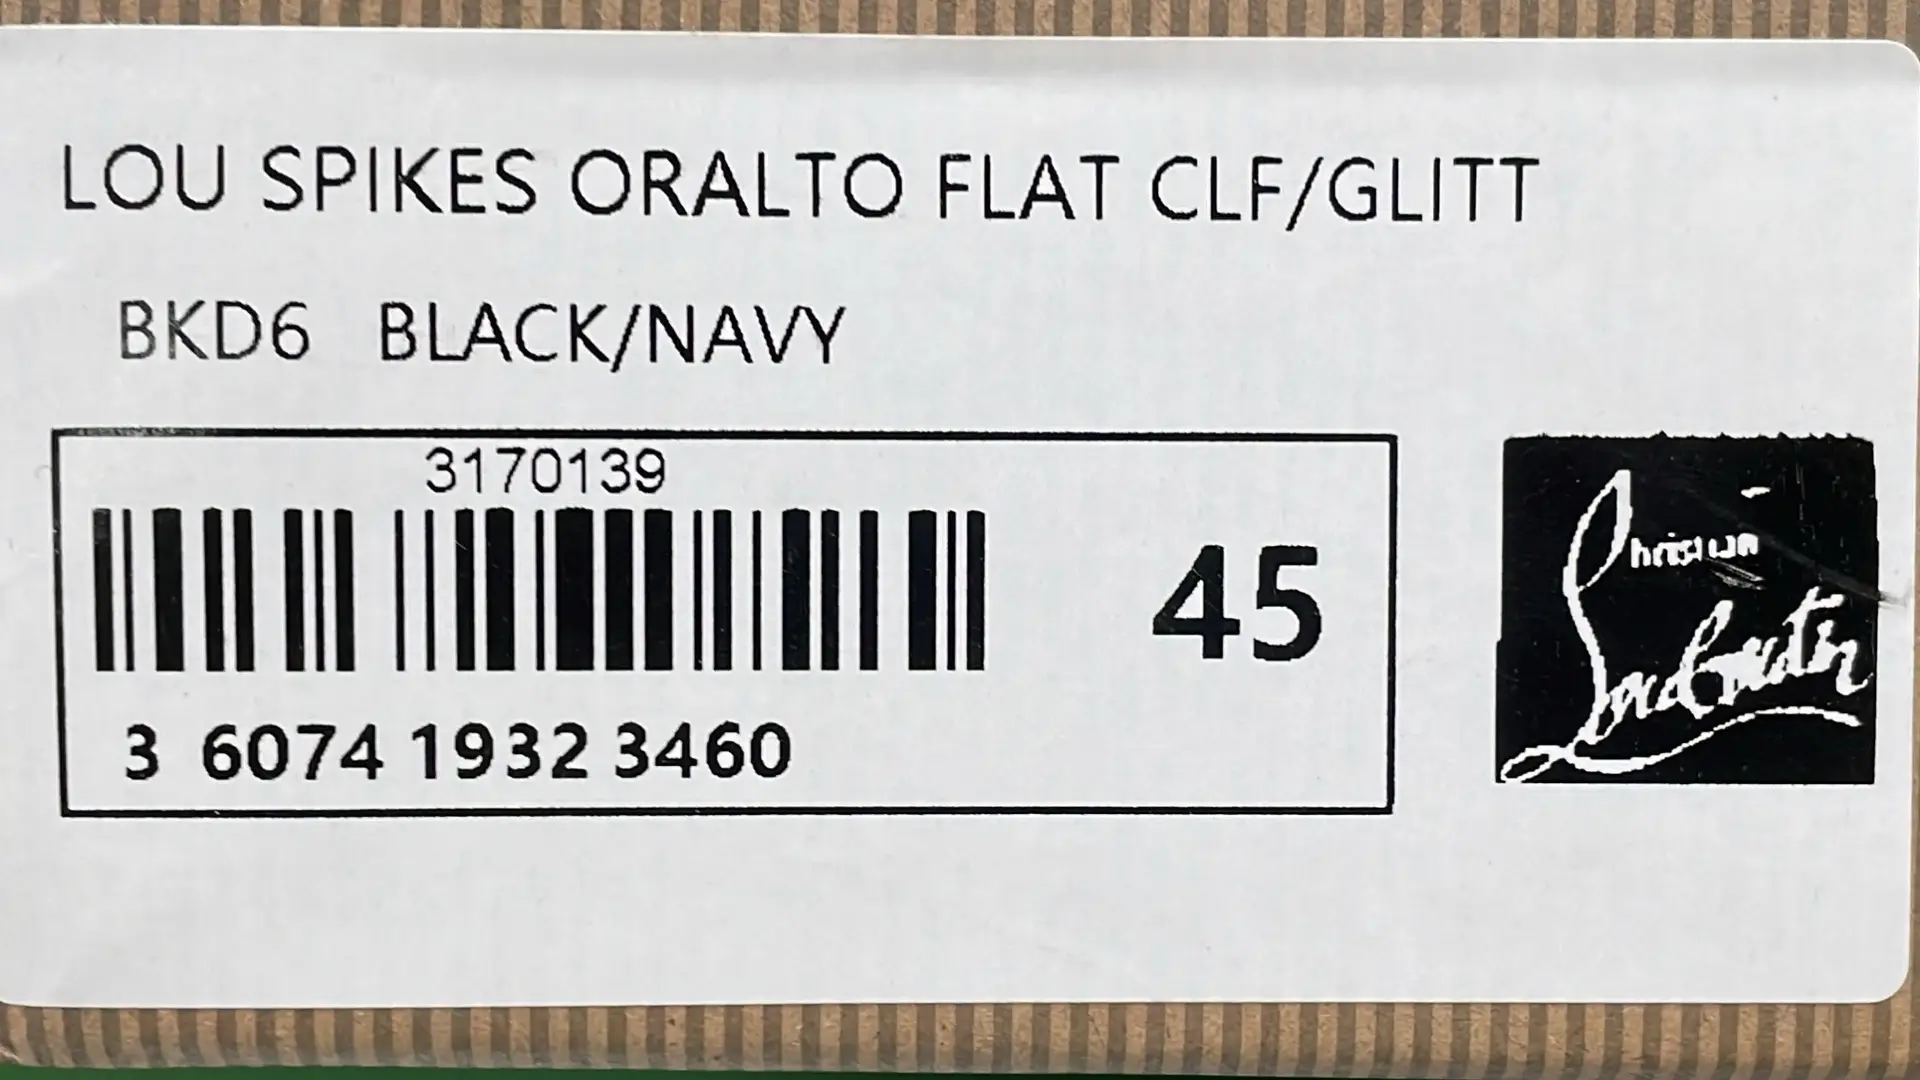 LOU SPIKES ORALTO FLAT CLF/GLITT
BKD6 BLACK/NAVY
3170139
45
3 6074 1932 3460
Christian
Louboutin